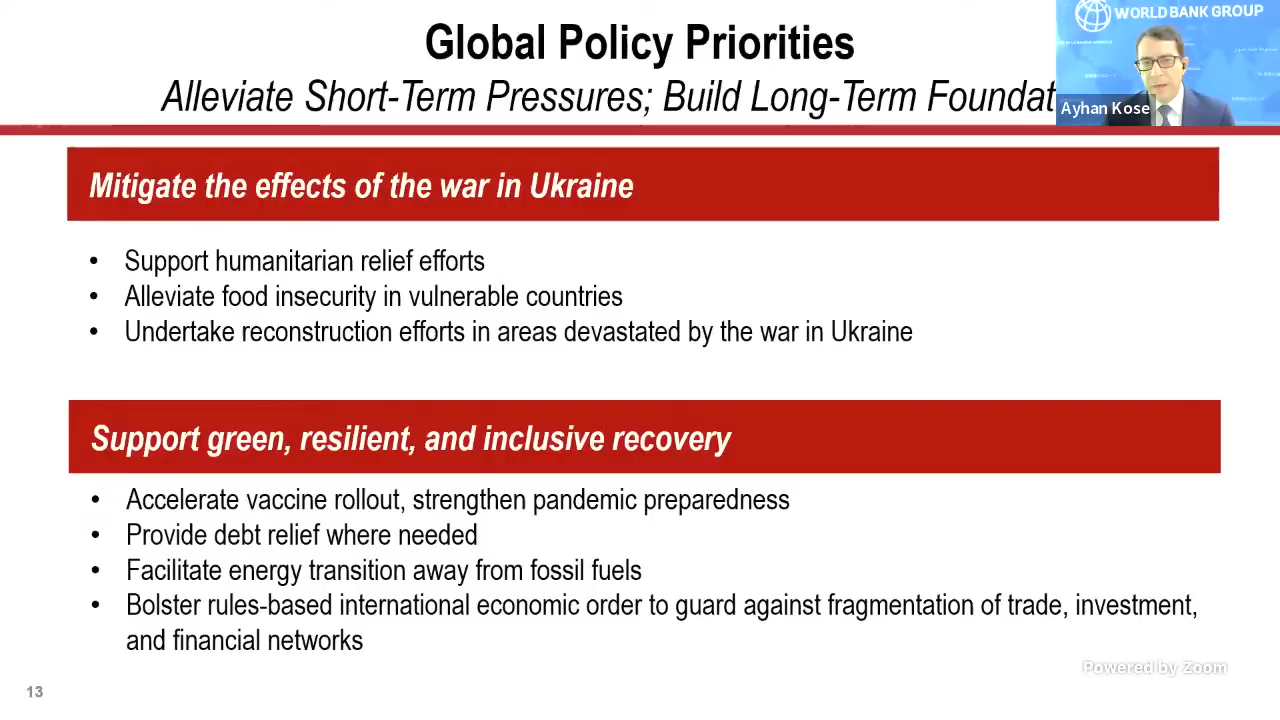 Global Policy Priorities
Alleviate Short-Term Pressures; Build Long-Term Foundat
WORLD BANK GROUP
Ayhan Kose
Mitigate the effects of the war in Ukraine
• Support humanitarian relief efforts
• Alleviate food insecurity in vulnerable countries
• Undertake reconstruction efforts in areas devastated by the war in Ukraine
Support green, resilient, and inclusive recovery
• Accelerate vaccine rollout, strengthen pandemic preparedness
• Provide debt relief where needed
• Facilitate energy transition away from fossil fuels
• Bolster rules-based international economic order to guard against fragmentation of trade, investment,
and financial networks
Powered by Zoom
13